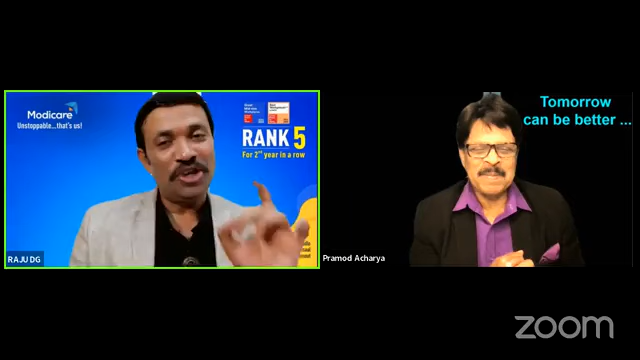 Modicare
Unstoppable...that's us!
RANK 5
For 2nd year in a row
RAJU DG
Tomorrow
can be better ...
Pramod Acharya
zoom